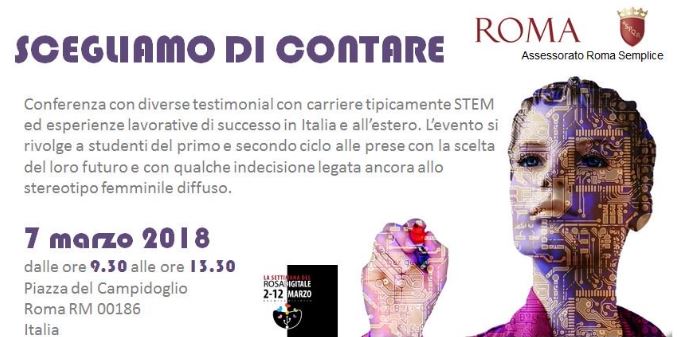 SCEGLIAMO DI CONTARE
ROMA
Assessorato Roma Semplice
Conferenza con diverse testimonial con carriere tipicamente STEM
ed esperienze lavorative di successo in Italia e all'estero. L'evento si
rivolge a studenti del primo e secondo ciclo alle prese con la scelta
del loro futuro e con qualche indecisione legata ancora allo
stereotipo femminile diffuso.
7 marzo 2018
dalle ore 9.30 alle ore 13.30
Piazza del Campidoglio
Roma RM 00186
Italia
LA SETTIMANA DEL
ROSADIGITALE
2-12 MARZO